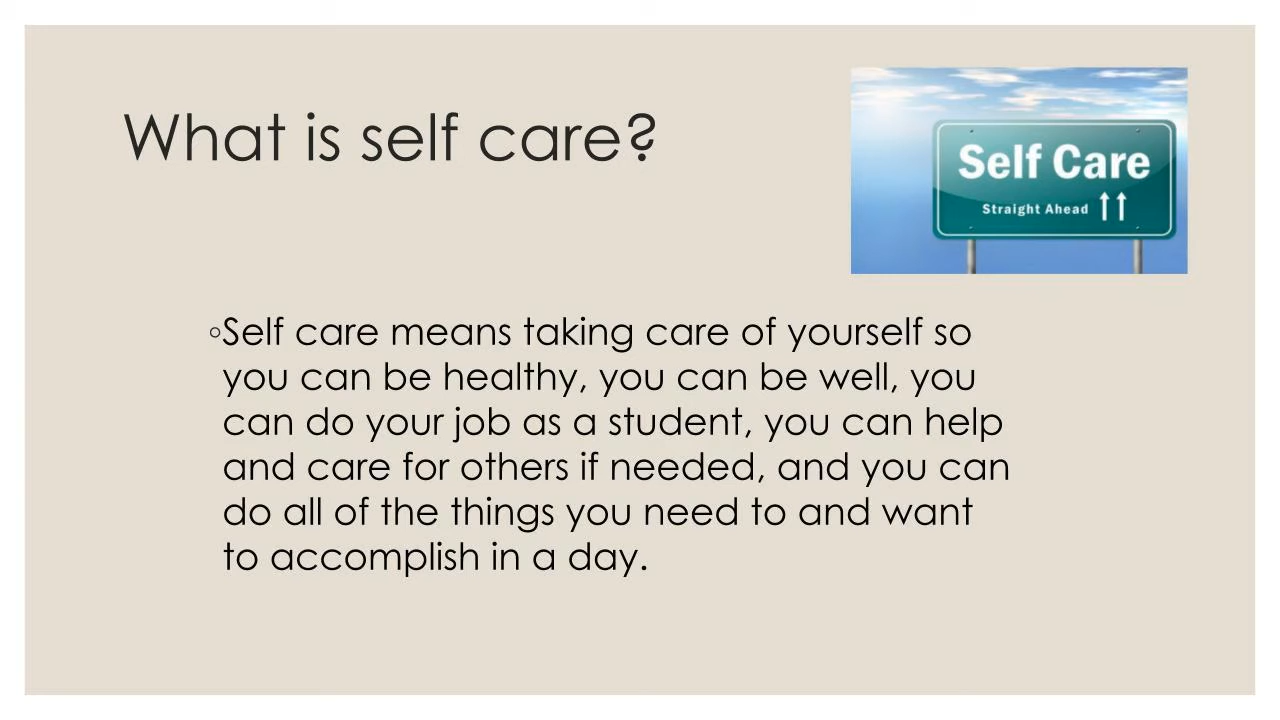 What is self care?
Self Care
Straight Ahead ↑↑
◦Self care means taking care of yourself so
you can be healthy, you can be well, you
can do your job as a student, you can help
and care for others if needed, and you can
do all of the things you need to and want
to accomplish in a day.